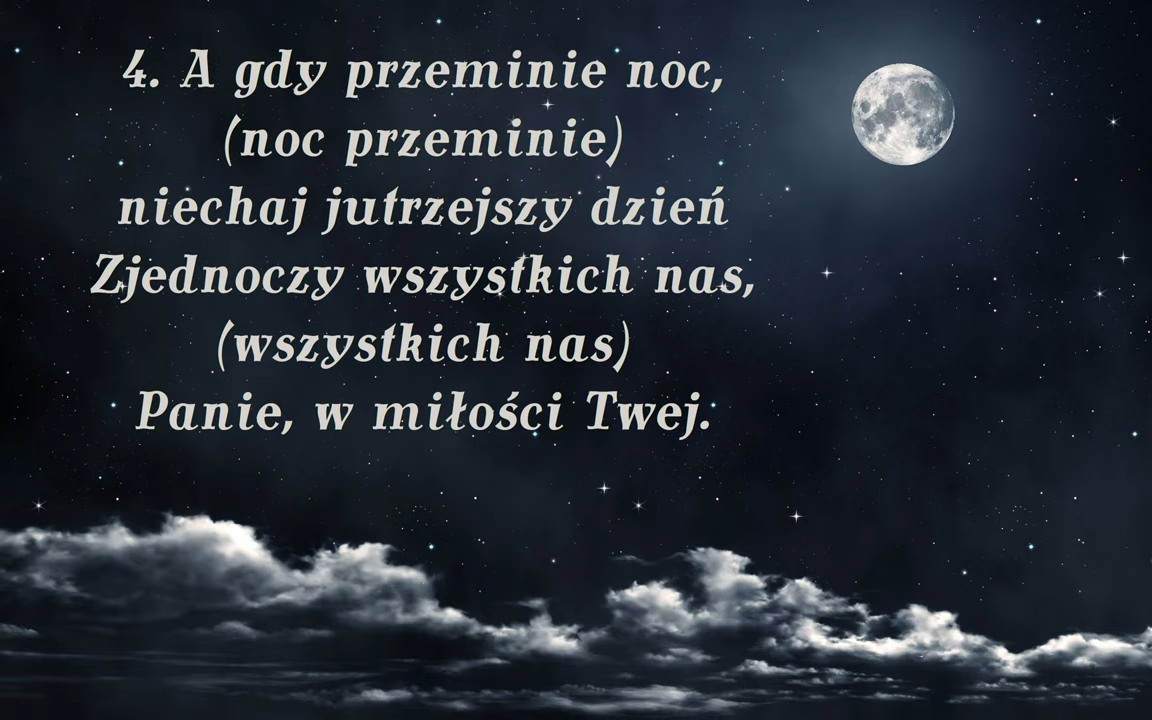 4. A gdy przeminie noc,
(noc przeminie)
niechaj jutrzejszy dzień
Zjednoczy wszystkich nas,
(wszystkich nas)
Panie, w miłości Twej.